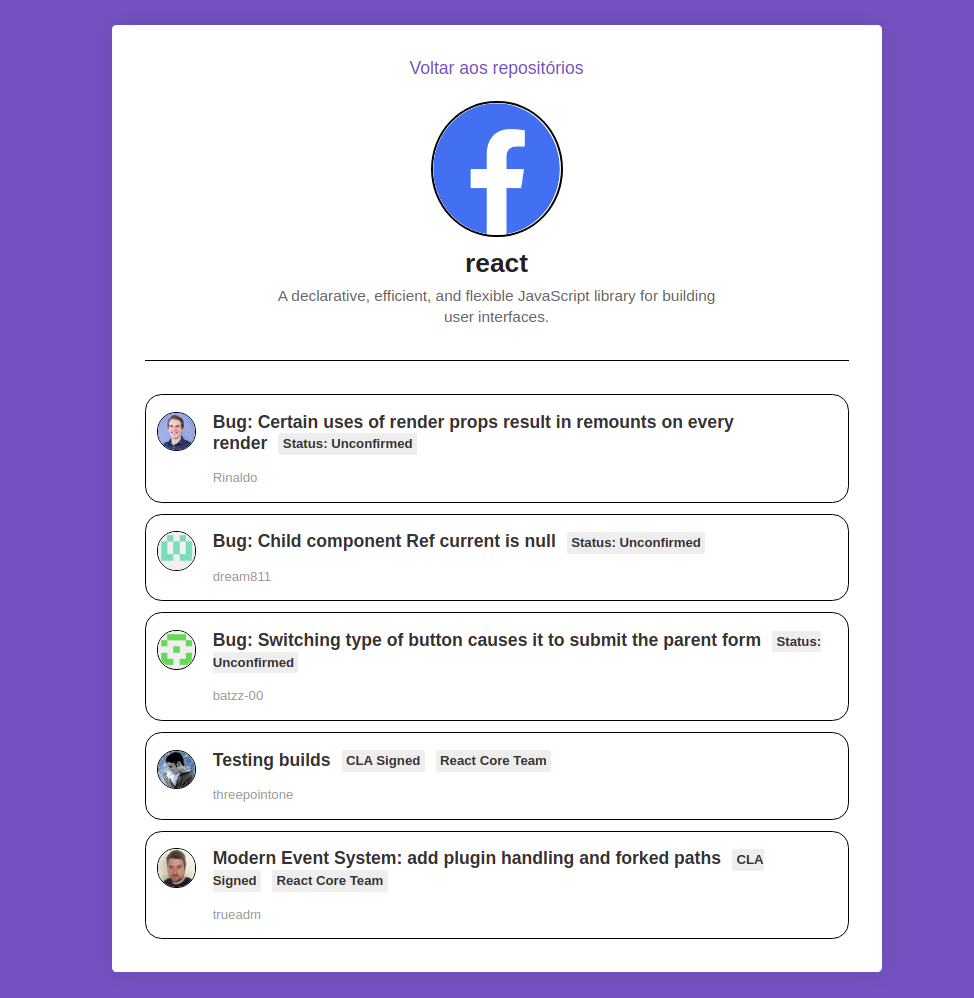 Voltar aos repositórios
react
A declarative, efficient, and flexible JavaScript library for building
user interfaces.
Bug: Certain uses of render props result in remounts on every
render Status: Unconfirmed
Rinaldo
Bug: Child component Ref current is null Status: Unconfirmed
dream811
Bug: Switching type of button causes it to submit the parent form Status:
Unconfirmed
batzz-00
Testing builds CLA Signed React Core Team
threepointone
Modern Event System: add plugin handling and forked paths CLA
Signed React Core Team
trueadm